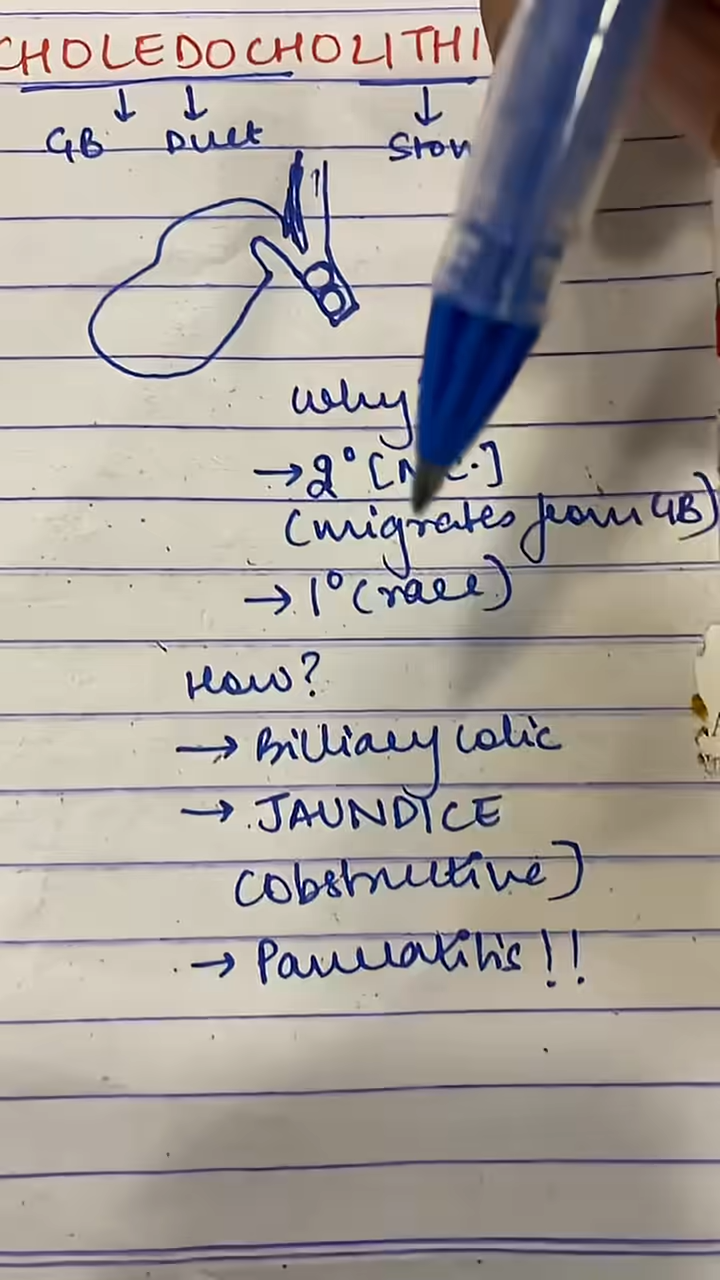 CHOLEDOCHOLITHI
↓ ↓ ↓
GB Duct Ston
Why
→ 2° [M.C.]
(migrates from GB)
→ 1° (rare)
How?
→ Billiary colic
→ JAUNDICE
(obstructive)
→ Pancreatitis!!